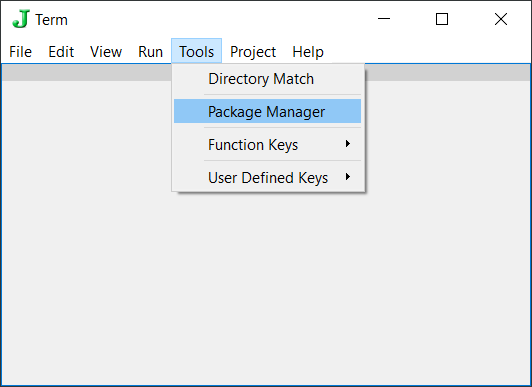 Term
File Edit View Run Tools Project Help
Directory Match
Package Manager
Function Keys
User Defined Keys